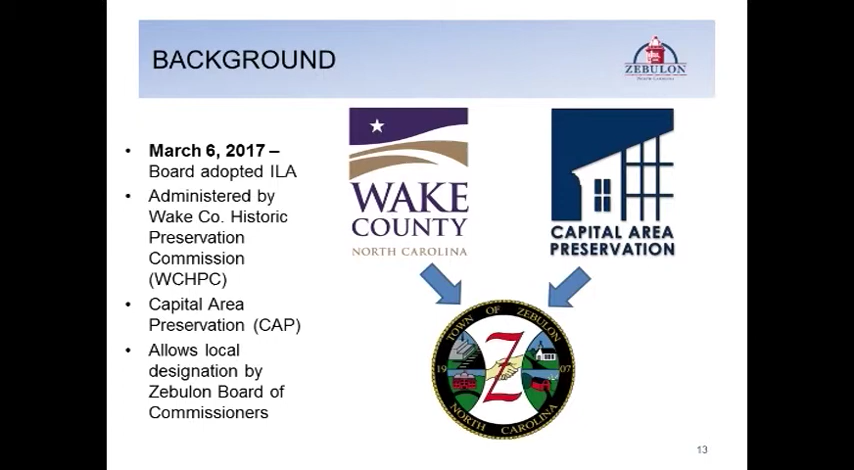 BACKGROUND
ZEBULON
NORTH CAROLINA
• March 6, 2017 –
Board adopted ILA
• Administered by
Wake Co. Historic
Preservation
Commission
(WCHPC)
• Capital Area
Preservation (CAP)
• Allows local
designation by
Zebulon Board of
Commissioners
WAKE
COUNTY
NORTH CAROLINA
CAPITAL AREA
PRESERVATION
TOWN OF ZEBULON
1907
Z
NORTH CAROLINA
13